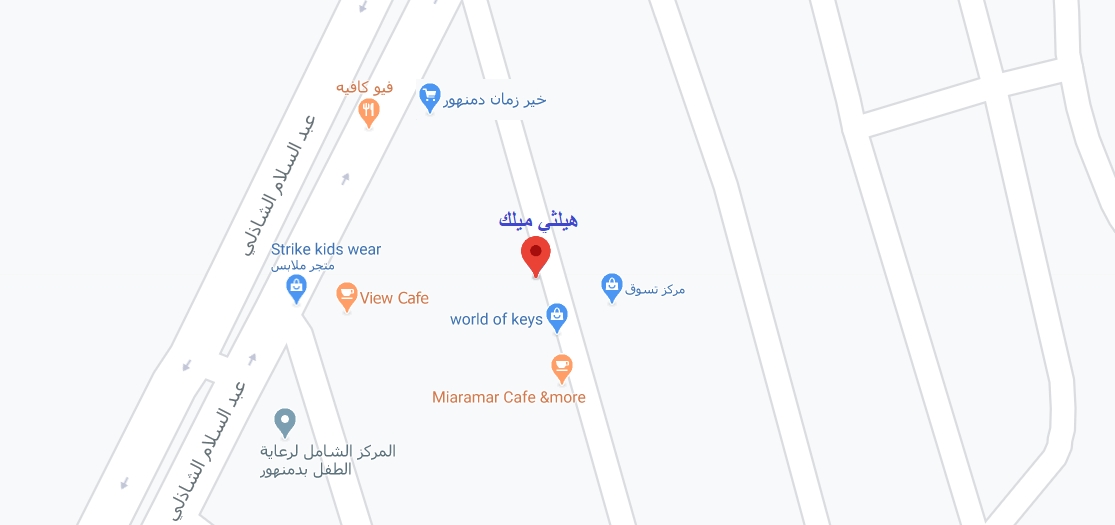 فيو كافيه
خير زمان دمنهور
عبد السلام الشاذلي
هيلثي ميلك
Strike kids wear
متجر ملابس
View Cafe
مركز تسوق
world of keys
Miaramar Cafe &more
عبد السلام الشاذلي
المركز الشامل لرعاية
الطفل بدمنهور